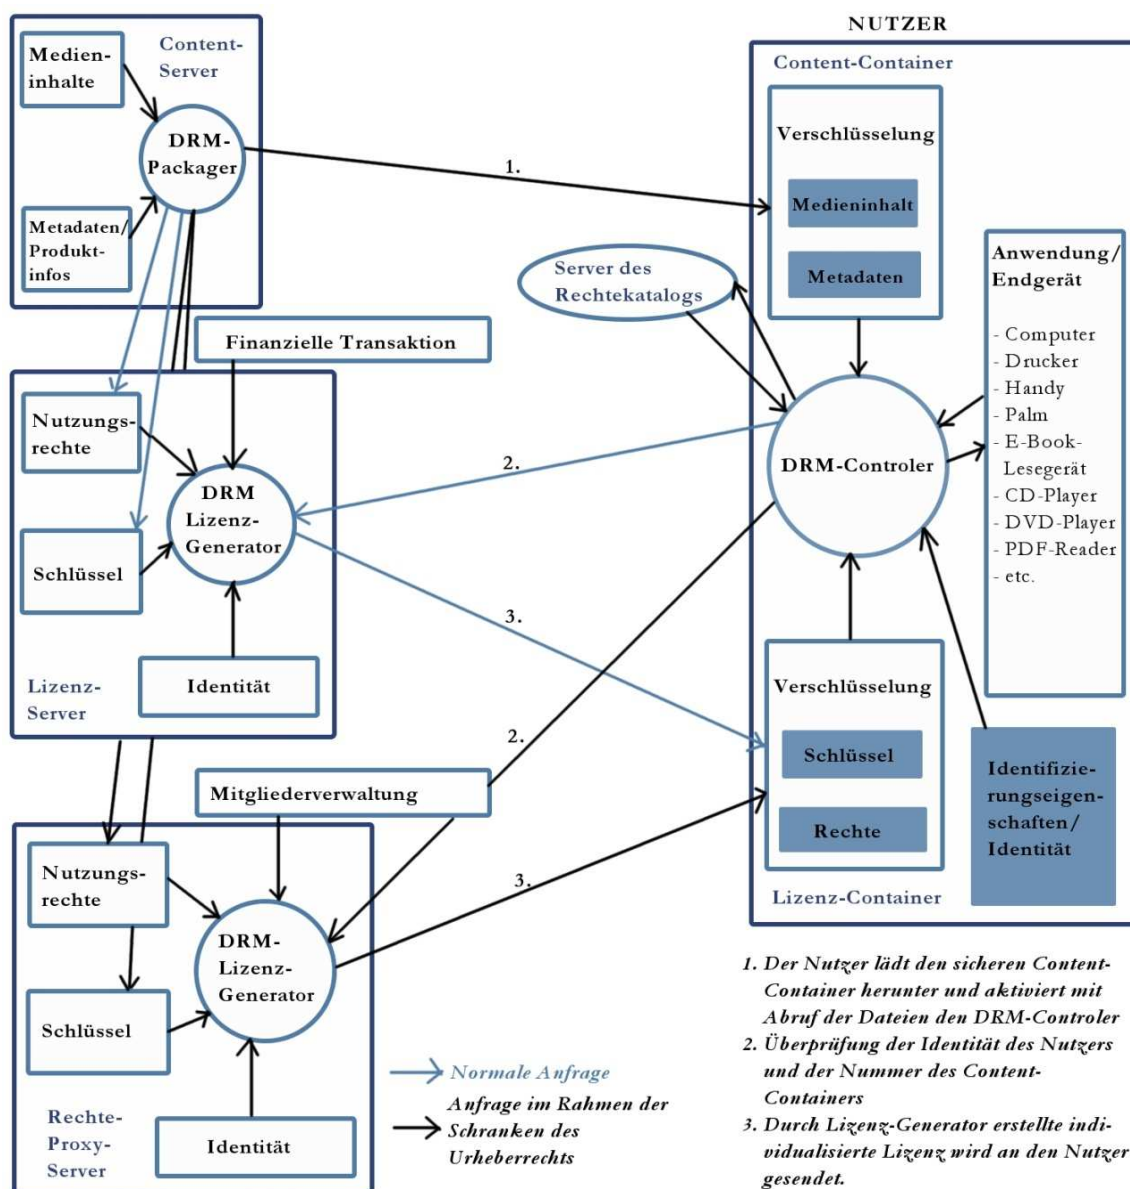 Content-
Server
Medien-
inhalte
DRM-
Packager
Metadaten/
Produkt-
infos
1.
NUTZER
Content-Container
Verschlüsselung
Medieninhalt
Metadaten
Server des
Rechtekatalogs
Anwendung/
Endgerät
- Computer
- Drucker
- Handy
- Palm
- E-Book-
Lesegerät
- CD-Player
- DVD-Player
- PDF-Reader
- etc.
DRM-Controler
Finanzielle Transaktion
Nutzungs-
rechte
DRM
Lizenz-
Generator
Schlüssel
Identität
Lizenz-
Server
2.
3.
2.
3.
Verschlüsselung
Schlüssel
Rechte
Lizenz-Container
Identifizie-
rungseigen-
schaften/
Identität
Mitgliederverwaltung
Nutzungs-
rechte
DRM-
Lizenz-
Generator
Schlüssel
Identität
Rechte-
Proxy-
Server
Normale Anfrage
Anfrage im Rahmen der
Schranken des
Urheberrechts
1. Der Nutzer lädt den sicheren Content-
Container herunter und aktiviert mit
Abruf der Dateien den DRM-Controler
2. Überprüfung der Identität des Nutzers
und der Nummer des Content-
Containers
3. Durch Lizenz-Generator erstellte indi-
vidualisierte Lizenz wird an den Nutzer
gesendet.